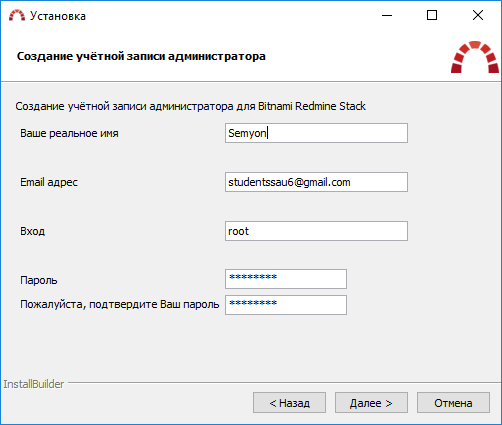 Установка
Создание учётной записи администратора
Создание учётной записи администратора для Bitnami Redmine Stack
Ваше реальное имя Semyon
Email адрес studentssau6@gmail.com
Вход root
Пароль ********
Пожалуйста, подтвердите Ваш пароль ********
InstallBuilder
< Назад Далее > Отмена